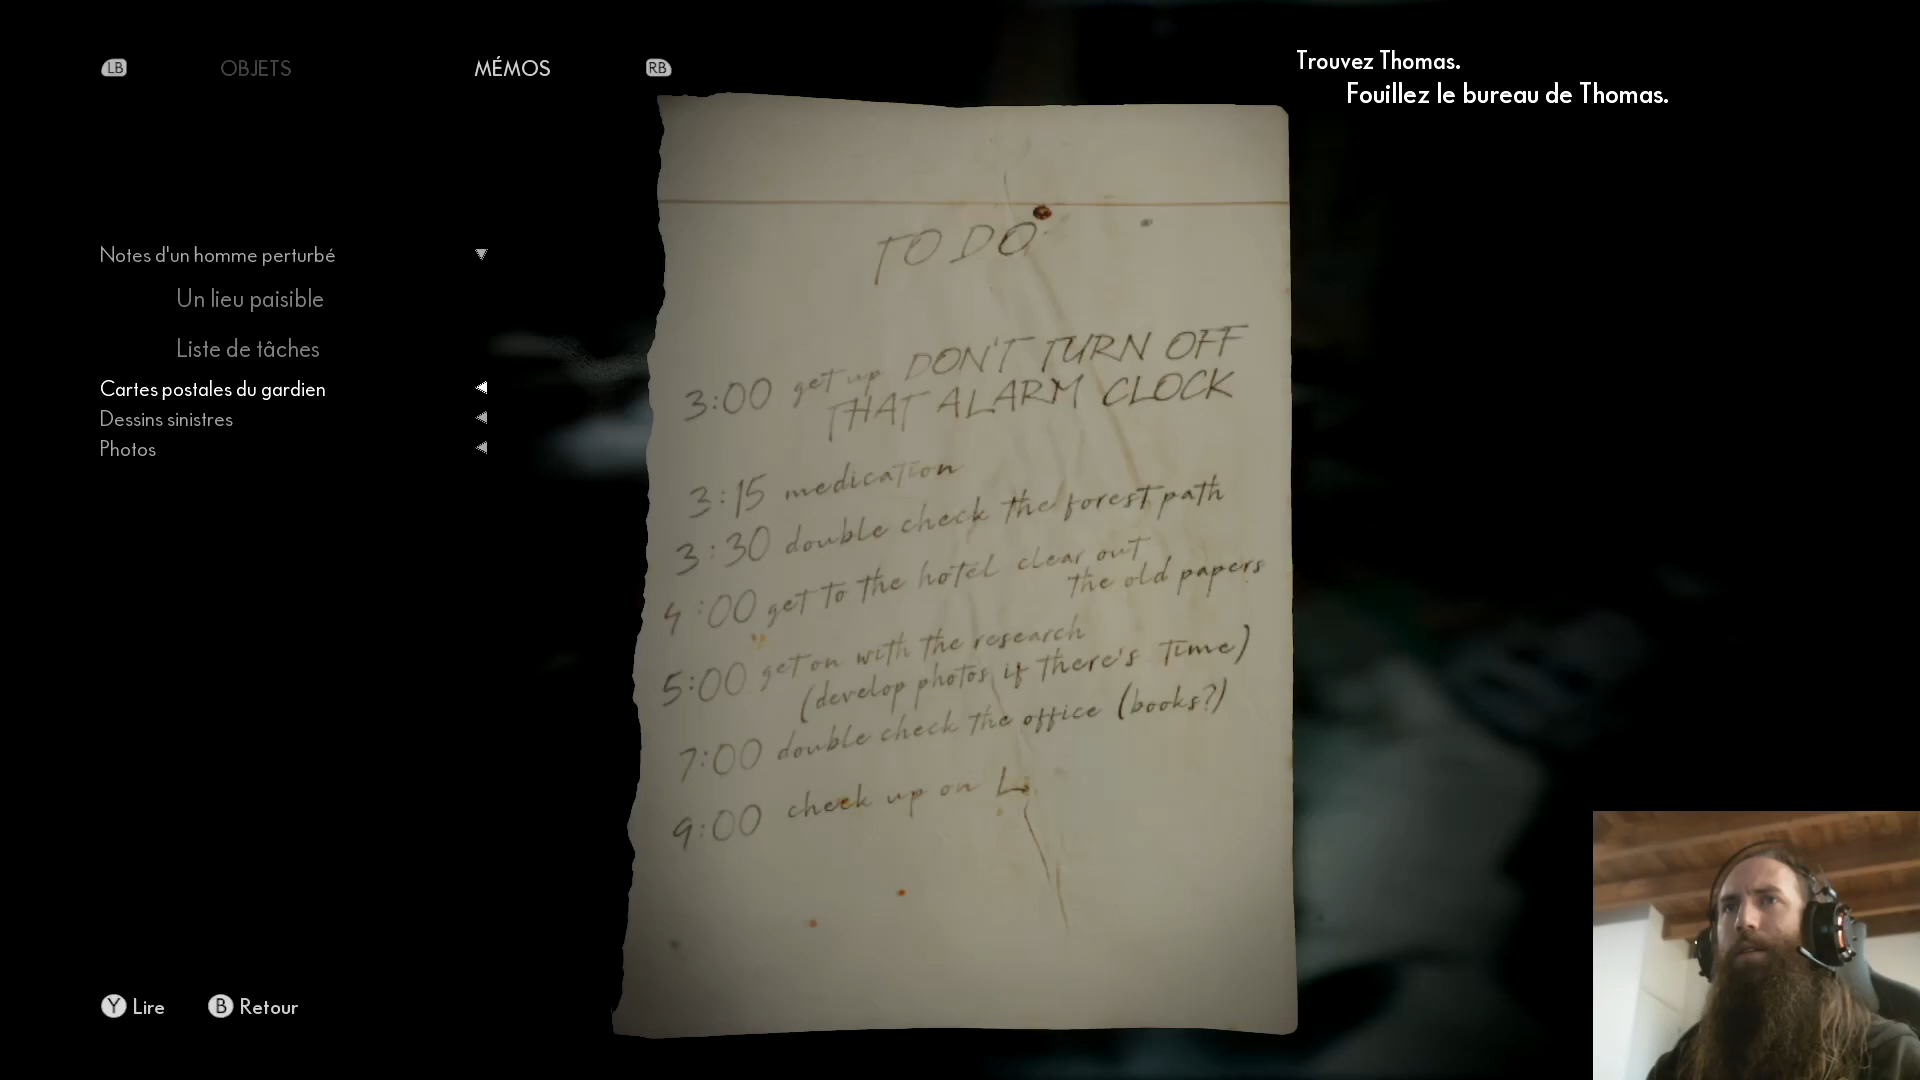 LB
OBJETS
MÉMOS
RB
Trouvez Thomas.
Fouillez le bureau de Thomas.
Notes d'un homme perturbé
Un lieu paisible
Liste de tâches
Cartes postales du gardien
Dessins sinistres
Photos
TO DO
3:00 get up DON'T TURN OFF
THAT ALARM CLOCK
3:15 medication
3:30 double check the forest path
4:00 get to the hotel clear out
the old papers
5:00 get on with the research
(develop photos if there's time)
7:00 double check the office (books?)
9:00 check up on L.
Y Lire
B Retour